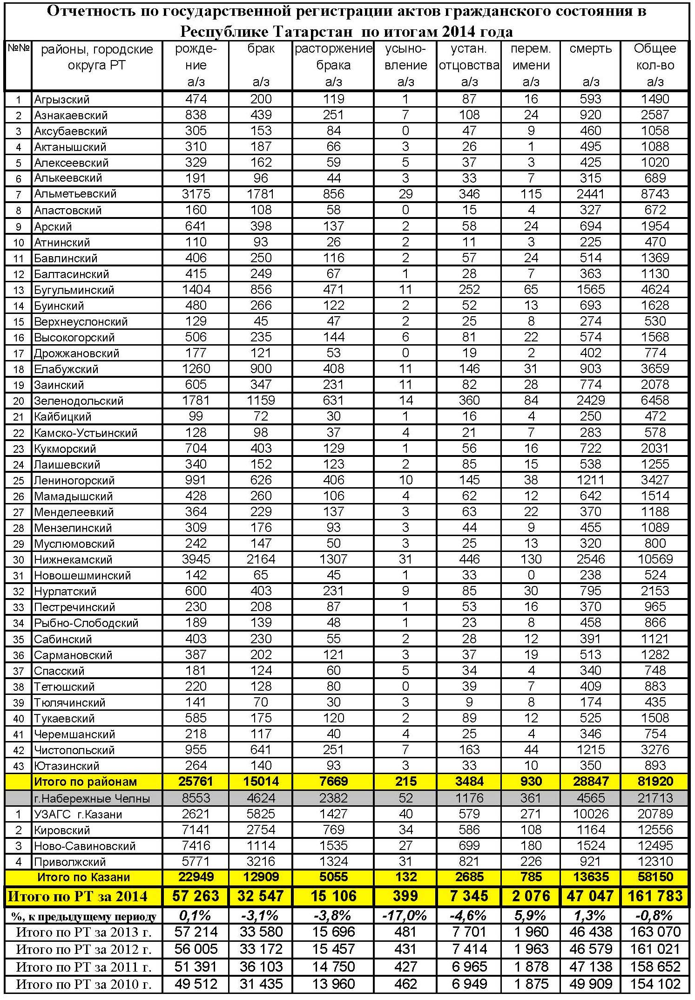 Отчетность по государственной регистрации актов гражданского состояния в
Республике Татарстан по итогам 2014 года
№№ районы, городские округа РТ рожде-ние а/з брак а/з расторжение брака а/з усыно-вление а/з устан. отцовства а/з перем. имени а/з смерть а/з Общее кол-во а/з
1 Агрызский 474 200 119 1 87 16 593 1490
2 Азнакаевский 838 439 251 7 108 24 920 2587
3 Аксубаевский 305 153 84 0 47 9 460 1058
4 Актанышский 310 187 66 3 26 1 495 1088
5 Алексеевский 329 162 59 5 37 3 425 1020
6 Алькеевский 191 96 44 3 33 7 315 689
7 Альметьевский 3175 1781 856 29 346 115 2441 8743
8 Апастовский 160 108 58 0 15 4 327 672
9 Арский 641 398 137 2 58 24 694 1954
10 Атнинский 110 93 26 2 11 3 225 470
11 Бавлинский 406 250 116 2 57 24 514 1369
12 Балтасинский 415 249 67 1 28 7 363 1130
13 Бугульминский 1404 856 471 11 252 65 1565 4624
14 Буинский 480 266 122 2 52 13 693 1628
15 Верхнеуслонский 129 45 47 2 25 8 274 530
16 Высокогорский 506 235 144 6 81 22 574 1568
17 Дрожжановский 177 121 53 0 19 2 402 774
18 Елабужский 1260 900 408 11 146 31 903 3659
19 Заинский 605 347 231 11 82 28 774 2078
20 Зеленодольский 1781 1159 631 14 360 84 2429 6458
21 Кайбицкий 99 72 30 1 16 4 250 472
22 Камско-Устьинский 128 98 37 4 21 7 283 578
23 Кукморский 704 403 129 1 56 16 722 2031
24 Лаишевский 340 152 123 2 85 15 538 1255
25 Лениногорский 991 626 406 10 145 38 1211 3427
26 Мамадышский 428 260 106 4 62 12 642 1514
27 Менделеевкий 364 229 137 3 63 22 370 1188
28 Мензелинский 309 176 93 3 44 9 455 1089
29 Муслюмовский 242 147 50 3 25 13 320 800
30 Нижнекамский 3945 2164 1307 31 446 130 2546 10569
31 Новошешминский 142 65 45 1 33 0 238 524
32 Нурлатский 600 403 231 9 85 30 795 2153
33 Пестречинский 230 208 87 1 53 16 370 965
34 Рыбно-Слободский 189 139 48 1 23 8 458 866
35 Сабинский 403 230 55 2 28 12 391 1121
36 Сармановский 387 202 121 3 37 19 513 1282
37 Спасский 181 124 60 5 34 4 340 748
38 Тетюшский 220 128 80 0 39 7 409 883
39 Тюлячинский 141 70 30 3 9 8 174 435
40 Тукаевский 585 175 120 2 89 12 525 1508
41 Черемшанский 218 117 40 4 25 4 346 754
42 Чистопольский 955 641 251 7 163 44 1215 3276
43 Ютазинский 264 140 93 3 33 10 350 893
Итого по районам 25761 15014 7669 215 3484 930 28847 81920
г.Набережные Челны 8553 4624 2382 52 1176 361 4565 21713
1 УЗАГС г.Казани 2621 5825 1427 40 579 271 10026 20789
2 Кировский 7141 2754 769 34 586 108 1164 12556
3 Ново-Савиновский 7416 1114 1535 27 699 180 1524 12495
4 Приволжский 5771 3216 1324 31 821 226 921 12310
Итого по Казани 22949 12909 5055 132 2685 785 13635 58150
Итого по РТ за 2014 57 263 32 547 15 106 399 7 345 2 076 47 047 161 783
%, к предыдущему периоду 0,1% -3,1% -3,8% -17,0% -4,6% 5,9% 1,3% -0,8%
Итого по РТ за 2013 г. 57 214 33 580 15 696 481 7 701 1 960 46 438 163 070
Итого по РТ за 2012 г. 56 005 33 172 15 457 431 7 414 1 963 46 579 161 021
Итого по РТ за 2011 г. 51 391 36 103 14 750 427 6 965 1 878 47 138 158 652
Итого по РТ за 2010 г. 49 512 31 435 13 960 462 6 949 1 875 49 909 154 102